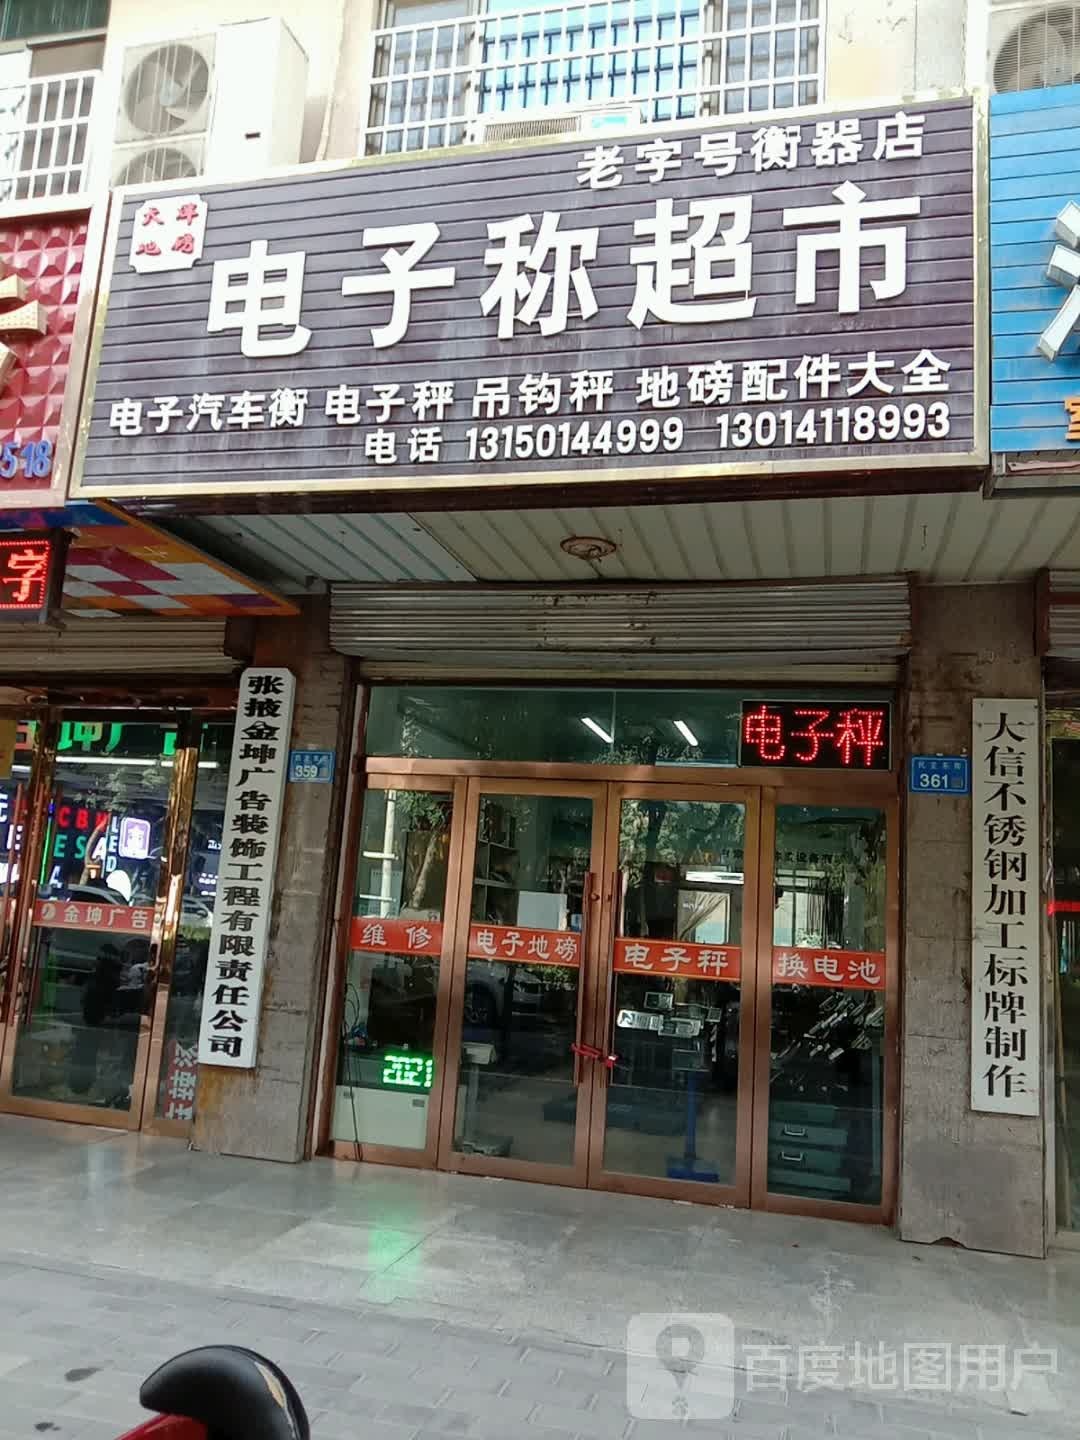 老字号衡器店
大 牌
地 磅
电子称超市
电子汽车衡 电子秤 吊钩秤 地磅配件大全
电话 13150144999 13014118993
518
字
电子秤
张掖金坤广告装饰工程有限责任公司
359
361
大信不锈钢加工标牌制作
金坤广告
维修
电子地磅
电子秤
换电池
百度地图用户